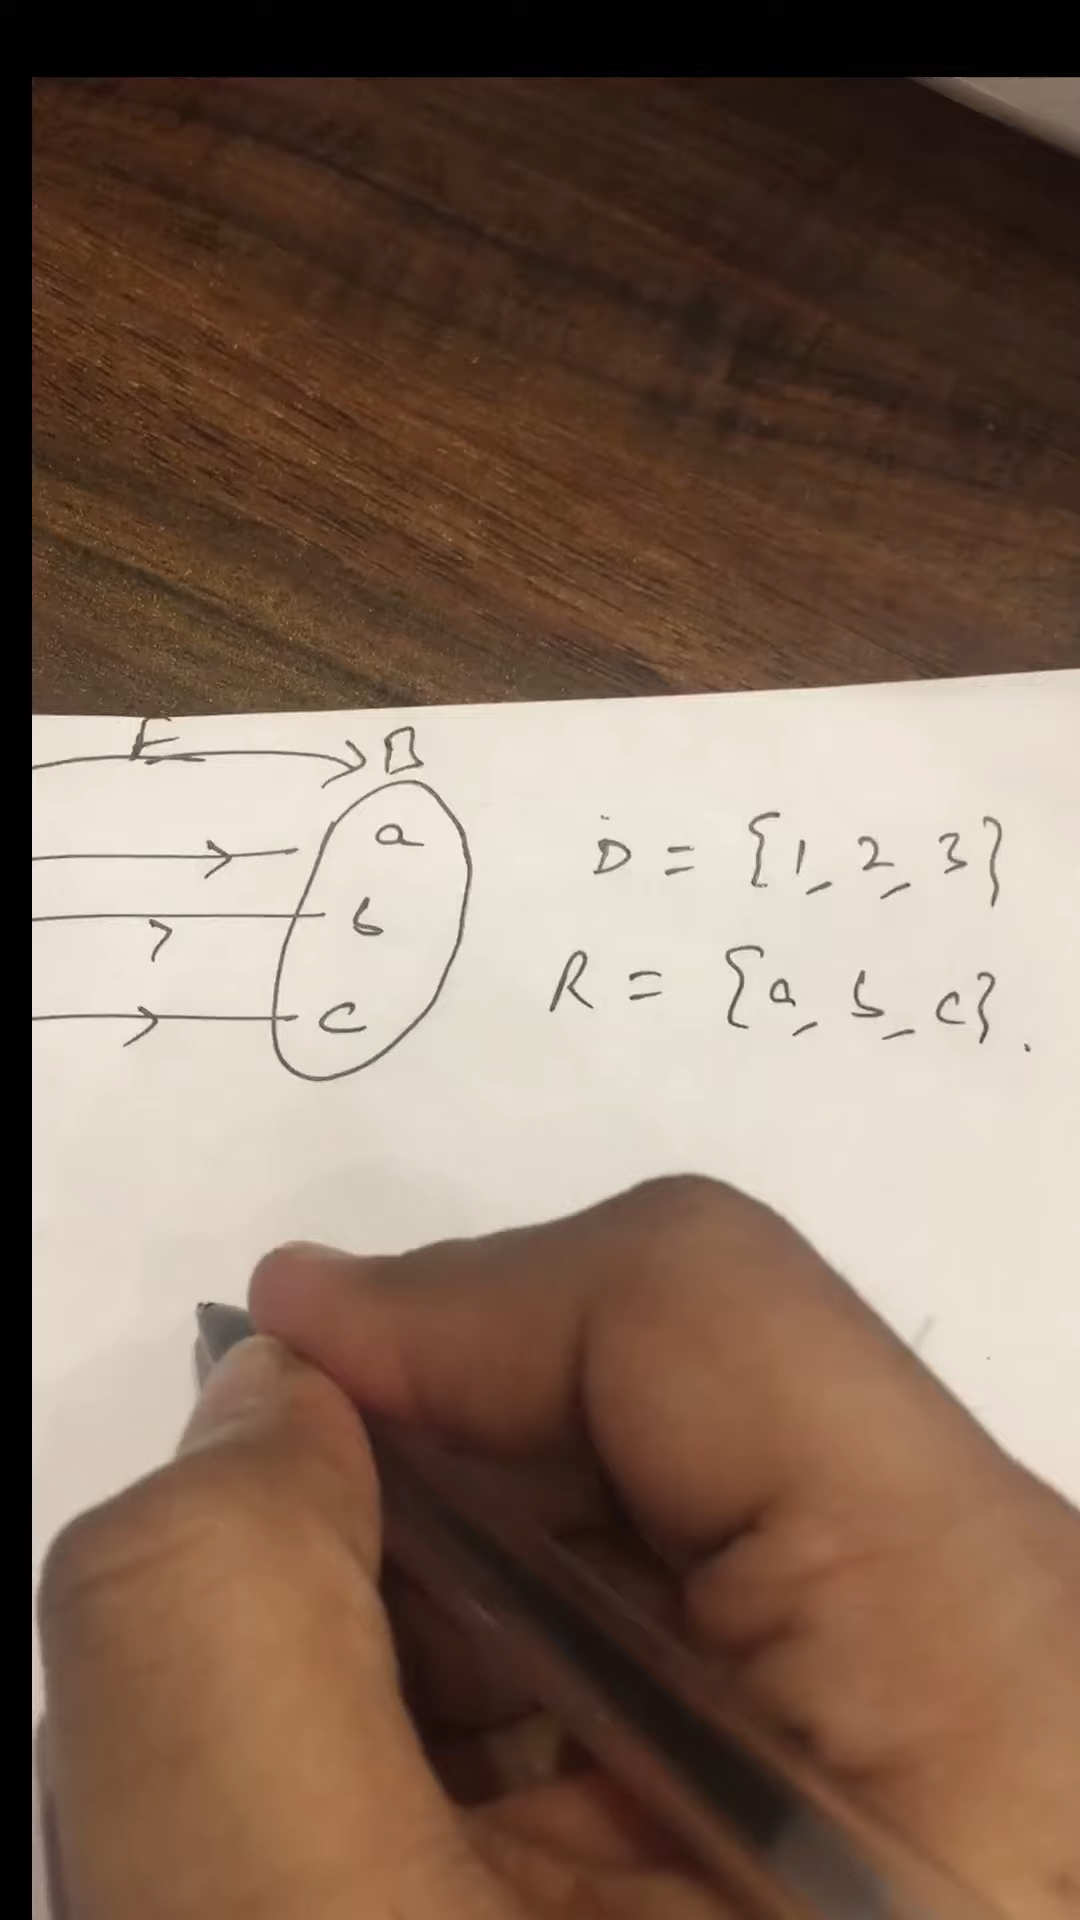 F B
a
b
c
D = {1, 2, 3}
R = {a, b, c}.